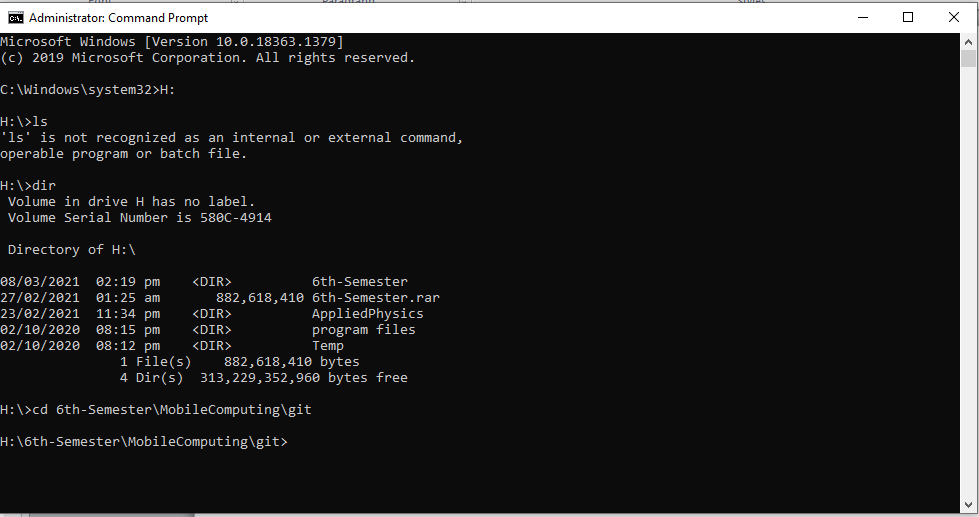 Font
Paragraph
Styles
Administrator: Command Prompt
Microsoft Windows [Version 10.0.18363.1379]
(c) 2019 Microsoft Corporation. All rights reserved.
C:\Windows\system32>H:
H:\>ls
'ls' is not recognized as an internal or external command,
operable program or batch file.
H:\>dir
 Volume in drive H has no label.
 Volume Serial Number is 580C-4914
 Directory of H:\
08/03/2021  02:19 pm    <DIR>          6th-Semester
27/02/2021  01:25 am       882,618,410 6th-Semester.rar
23/02/2021  11:34 pm    <DIR>          AppliedPhysics
02/10/2020  08:15 pm    <DIR>          program files
02/10/2020  08:12 pm    <DIR>          Temp
               1 File(s)    882,618,410 bytes
               4 Dir(s)  313,229,352,960 bytes free
H:\>cd 6th-Semester\MobileComputing\git
H:\6th-Semester\MobileComputing\git>